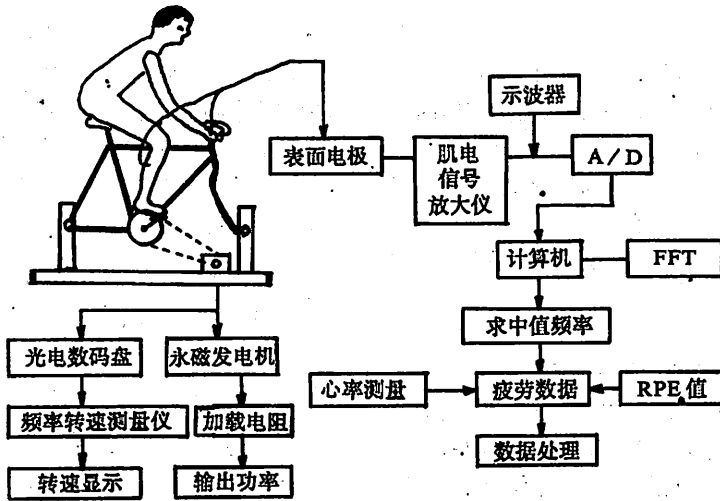 示波器
表面电极
肌电
信号
放大仪
A/D
计算机
FFT
求中值频率
光电数码盘
永磁发电机
心率测量
疲劳数据
RPE值
频率转速测量仪
加载电阻
数据处理
转速显示
输出功率